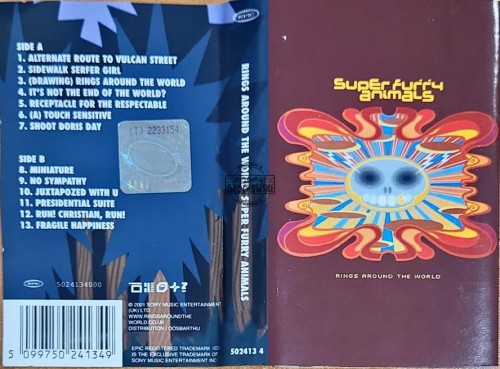 EPIC
SIDE A
1. ALTERNATE ROUTE TO VULCAN STREET
2. SIDEWALK SERFER GIRL
3. (DRAWING) RINGS AROUND THE WORLD
4. IT'S NOT THE END OF THE WORLD?
5. RECEPTACLE FOR THE RESPECTABLE
6. (A) TOUCH SENSITIVE
7. SHOOT DORIS DAY
(T) 2233154
SIDE B
8. MINIATURE
9. NO SYMPATHY
10. JUXTAPOZED WITH U
11. PRESIDENTIAL SUITE
12. RUN! CHRISTIAN, RUN!
13. FRAGILE HAPPINESS
EPIC
5024134000
5 099750 241349
© 2001 SONY MUSIC ENTERTAINMENT
(UK) LTD
WWW.RINGSAROUNDTHE
WORLD.CO.UK
DISTRIBUTION / DOSBARTHU
EPIC REGISTERED TRADEMARK
IS THE EXCLUSIVE TRADEMARK OF
SONY MUSIC ENTERTAINMENT INC.
RINGS AROUND THE WORLD SUPER FURRY ANIMALS
502413 4
Super furry
animals
RINGS AROUND THE WORLD